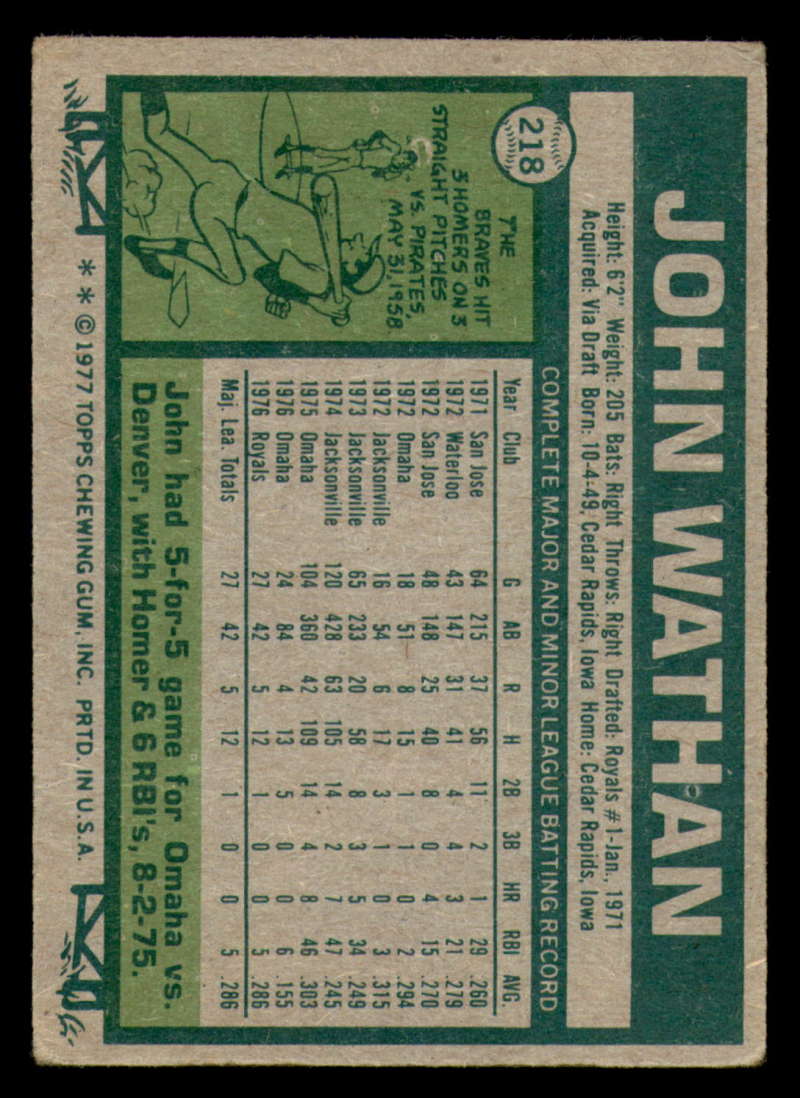 218
JOHN WATHAN
Height: 6'2" Weight: 205 Bats: Right Throws: Right Drafted: Royals #1-Jan., 1971
Acquired: Via Draft Born: 10-4-49, Cedar Rapids, Iowa Home: Cedar Rapids, Iowa
THE
BRAVES HIT
3 HOMERS ON 3
STRAIGHT PITCHES
VS. PIRATES,
MAY 31, 1958
COMPLETE MAJOR AND MINOR LEAGUE BATTING RECORD
Year Club G AB R H 2B 3B HR RBI AVG.
1971 San Jose 64 215 37 56 11 2 1 29 .260
1972 Waterloo 43 147 31 41 4 4 3 21 .279
1972 San Jose 48 148 25 40 8 0 4 15 .270
1972 Omaha 18 51 8 15 1 1 0 2 .294
1972 Jacksonville 16 54 6 17 3 1 0 3 .315
1973 Jacksonville 65 233 20 58 8 3 5 34 .249
1974 Jacksonville 120 428 63 105 14 2 7 47 .245
1975 Omaha 104 360 42 109 14 4 8 46 .303
1976 Omaha 24 84 4 13 5 0 0 6 .155
1976 Royals 27 42 5 12 1 0 0 5 .286
Maj. Lea. Totals 27 42 5 12 1 0 0 5 .286
John had 5-for-5 game for Omaha vs.
Denver, with Homer & 6 RBI's, 8-2-75.
* * © 1977 TOPPS CHEWING GUM, INC. PRTD. IN U.S.A.